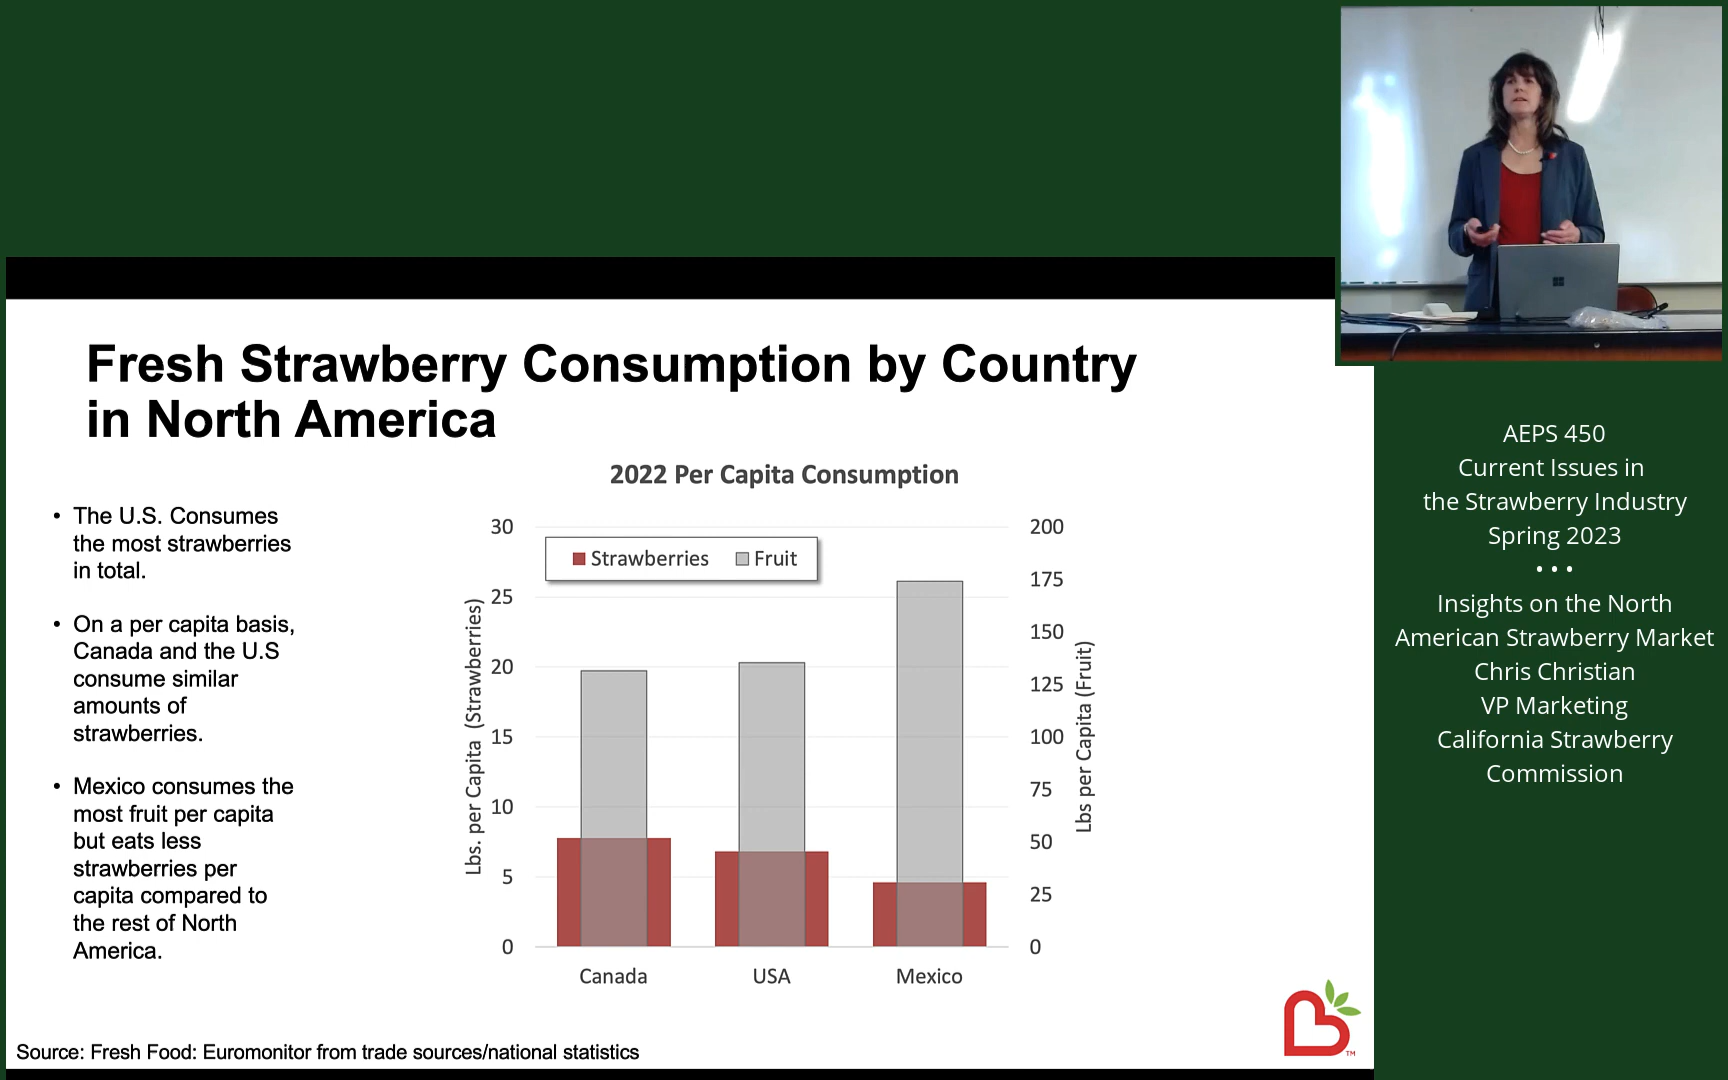 Fresh Strawberry Consumption by Country
in North America
• The U.S. Consumes
the most strawberries
in total.
• On a per capita basis,
Canada and the U.S
consume similar
amounts of
strawberries.
• Mexico consumes the
most fruit per capita
but eats less
strawberries per
capita compared to
the rest of North
America.
2022 Per Capita Consumption
Strawberries Fruit
Lbs. per Capita (Strawberries)
30
25
20
15
10
5
0
200
175
150
125
100
75
50
25
0
Lbs per Capita (Fruit)
Canada USA Mexico
TM
Source: Fresh Food: Euromonitor from trade sources/national statistics
AEPS 450
Current Issues in
the Strawberry Industry
Spring 2023
• • •
Insights on the North
American Strawberry Market
Chris Christian
VP Marketing
California Strawberry
Commission